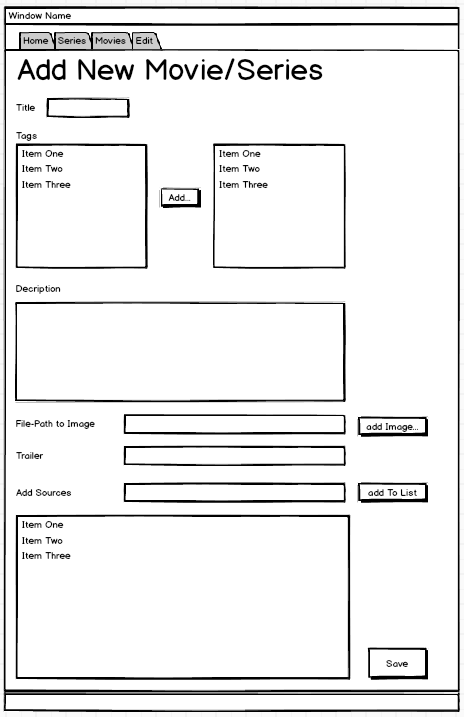 Window Name
Home Series Movies Edit
Add New Movie/Series
Title
Tags
Item One
Item Two
Item Three
Add...
Item One
Item Two
Item Three
Decription
File-Path to Image
add Image...
Trailer
Add Sources
add To List
Item One
Item Two
Item Three
Save